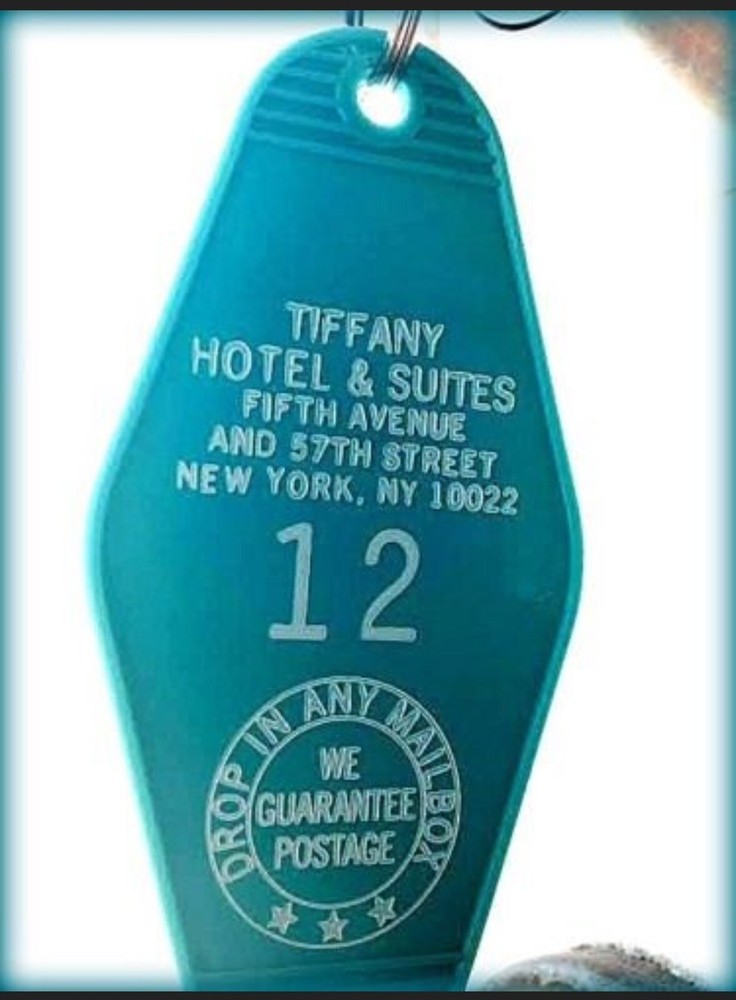 TIFFANY
HOTEL & SUITES
FIFTH AVENUE
AND 57TH STREET
NEW YORK, NY 10022
12
DROP IN ANY MAILBOX
WE
GUARANTEE
POSTAGE